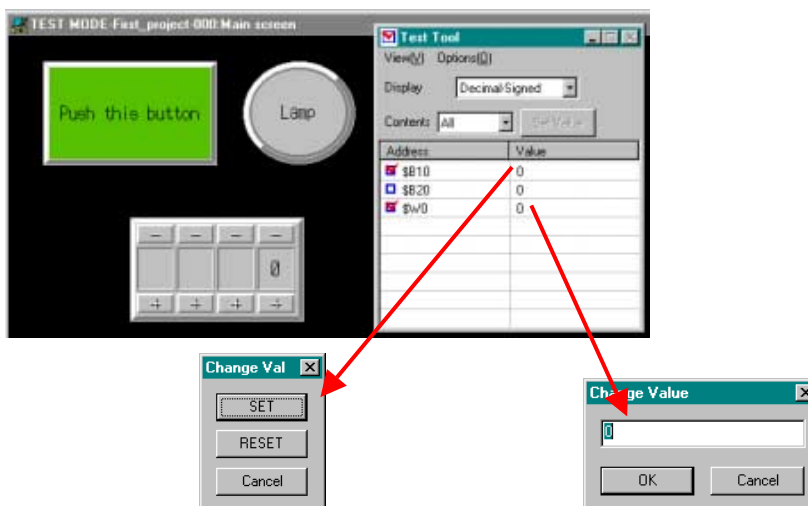 TEST MODE First_project-000:Main screen
Push this button
Lamp
0
Test Tool
View(V) Options(O)
Display Decimal-Signed
Contents All Set Value
Address Value
$B10 0
$B20 0
$W0 0
Change Val
SET
RESET
Cancel
Change Value
0
OK Cancel